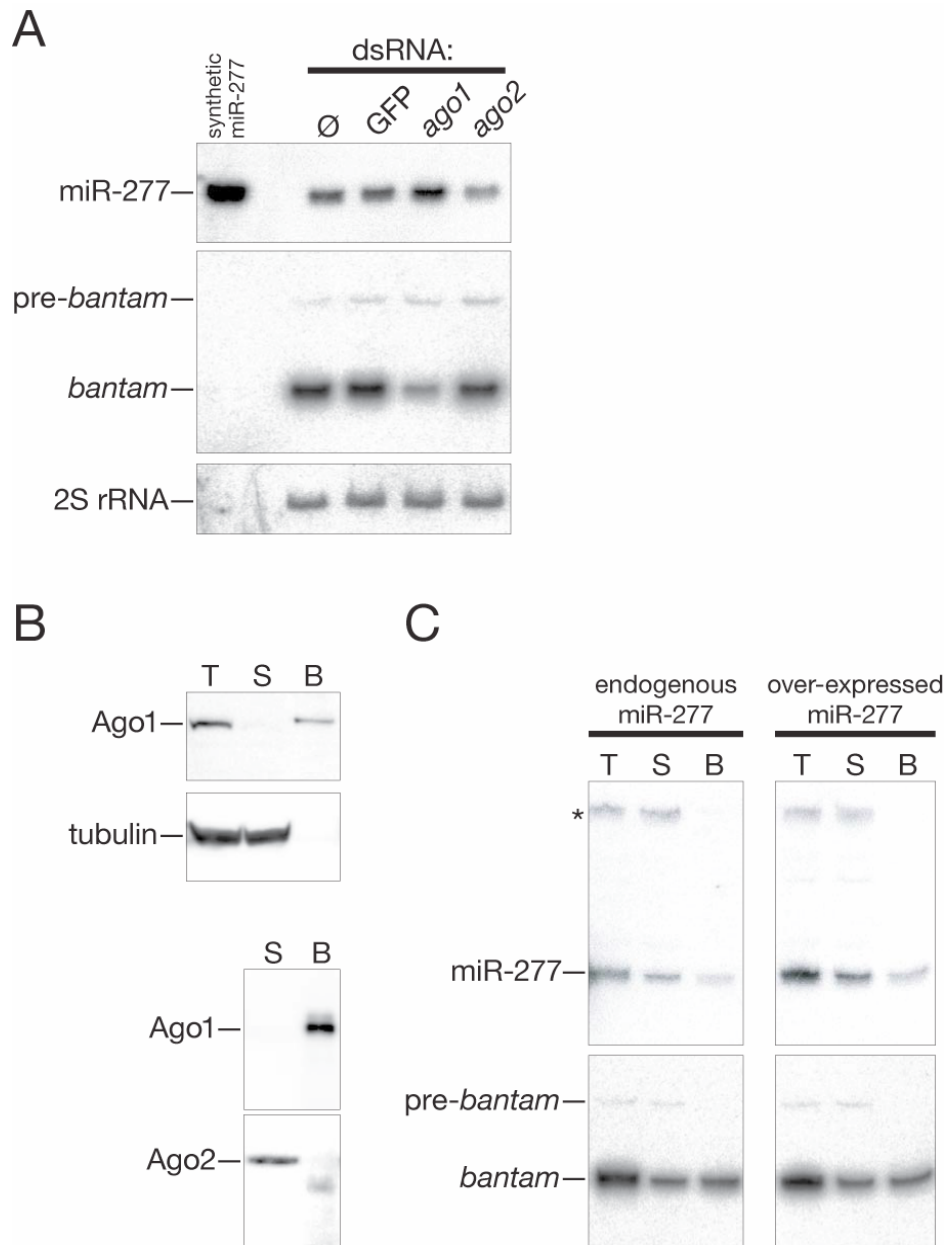 A
synthetic
miR-277
dsRNA:
Ø
GFP
ago1
ago2
miR-277
pre-bantam
bantam
2S rRNA
B
T S B
Ago1
tubulin
S B
Ago1
Ago2
C
endogenous
miR-277
over-expressed
miR-277
T S B T S B
*
miR-277
pre-bantam
bantam